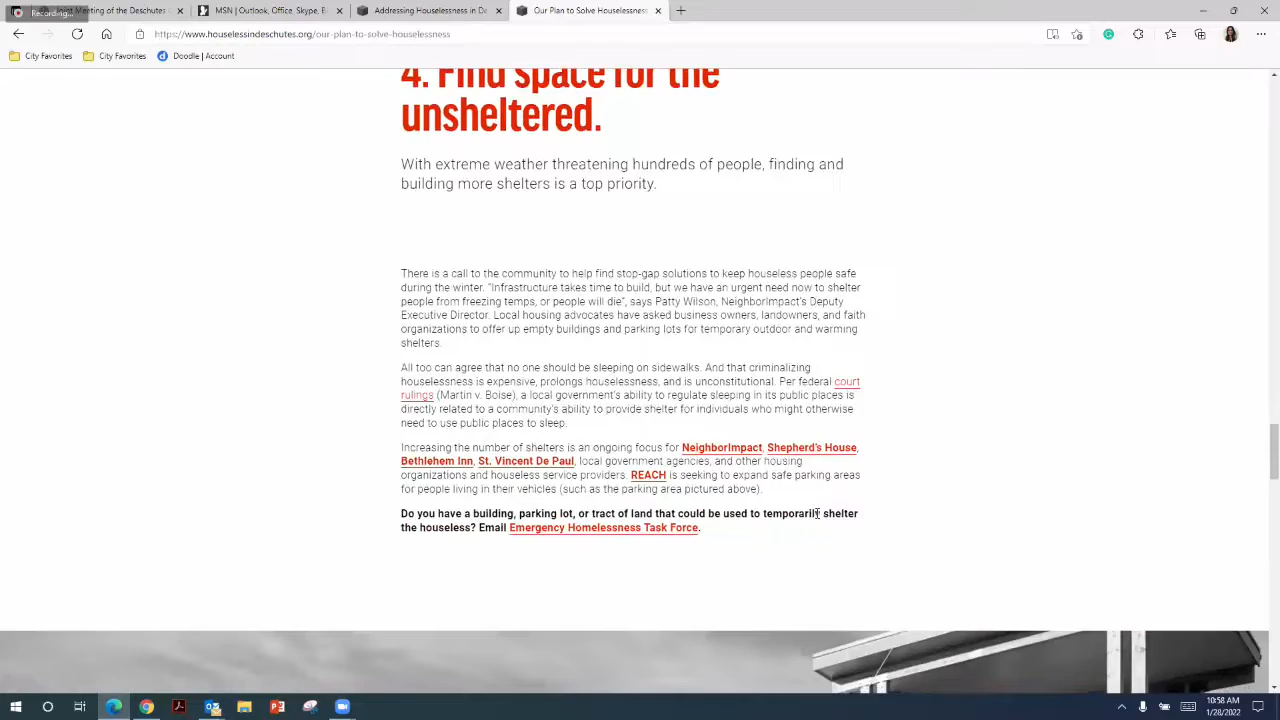 Recording...
Joint Meeting of the Deschutes
MSN | Outlook, Office, Skype, B
Addressing Houselessness in De
Our Plan to Solve Houselessness
https://www.houselessindeschutes.org/our-plan-to-solve-houselessness
City Favorites
City Favorites
Doodle | Account
4. Find space for the
unsheltered.
With extreme weather threatening hundreds of people, finding and
building more shelters is a top priority.
There is a call to the community to help find stop-gap solutions to keep houseless people safe
during the winter. "Infrastructure takes time to build, but we have an urgent need now to shelter
people from freezing temps, or people will die", says Patty Wilson, NeighborImpact's Deputy
Executive Director. Local housing advocates have asked business owners, landowners, and faith
organizations to offer up empty buildings and parking lots for temporary outdoor and warming
shelters.
All too can agree that no one should be sleeping on sidewalks. And that criminalizing
houselessness is expensive, prolongs houselessness, and is unconstitutional. Per federal court
rulings (Martin v. Boise), a local government's ability to regulate sleeping in its public places is
directly related to a community's ability to provide shelter for individuals who might otherwise
need to use public places to sleep.
Increasing the number of shelters is an ongoing focus for NeighborImpact, Shepherd's House,
Bethlehem Inn, St. Vincent De Paul, local government agencies, and other housing
organizations and houseless service providers. REACH is seeking to expand safe parking areas
for people living in their vehicles (such as the parking area pictured above).
Do you have a building, parking lot, or tract of land that could be used to temporarily shelter
the houseless? Email Emergency Homelessness Task Force.
10:58 AM
1/28/2022